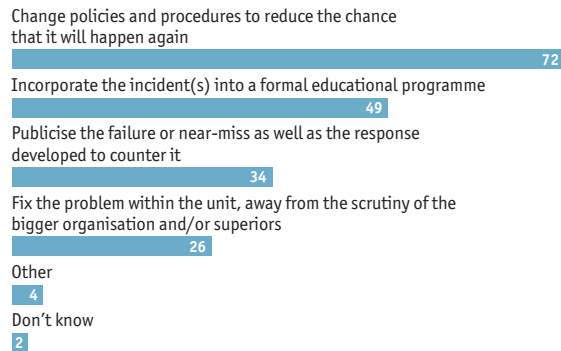 Change policies and procedures to reduce the chance
that it will happen again
72
Incorporate the incident(s) into a formal educational programme
49
Publicise the failure or near-miss as well as the response
developed to counter it
34
Fix the problem within the unit, away from the scrutiny of the
bigger organisation and/or superiors
26
Other
4
Don’t know
2